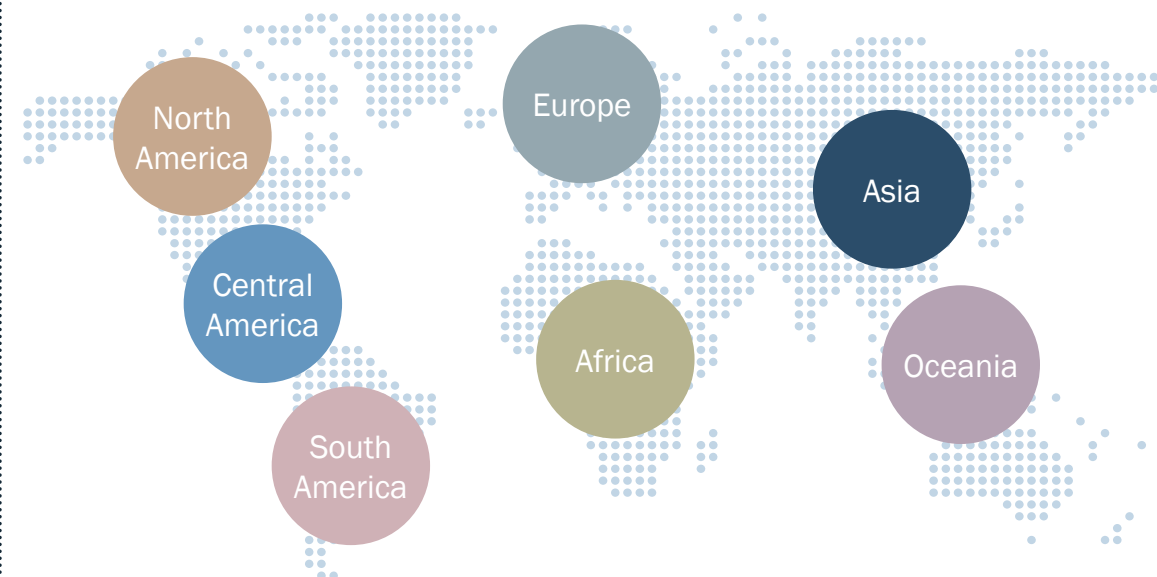 North
America
Europe
Asia
Central
America
Africa
Oceania
South
America